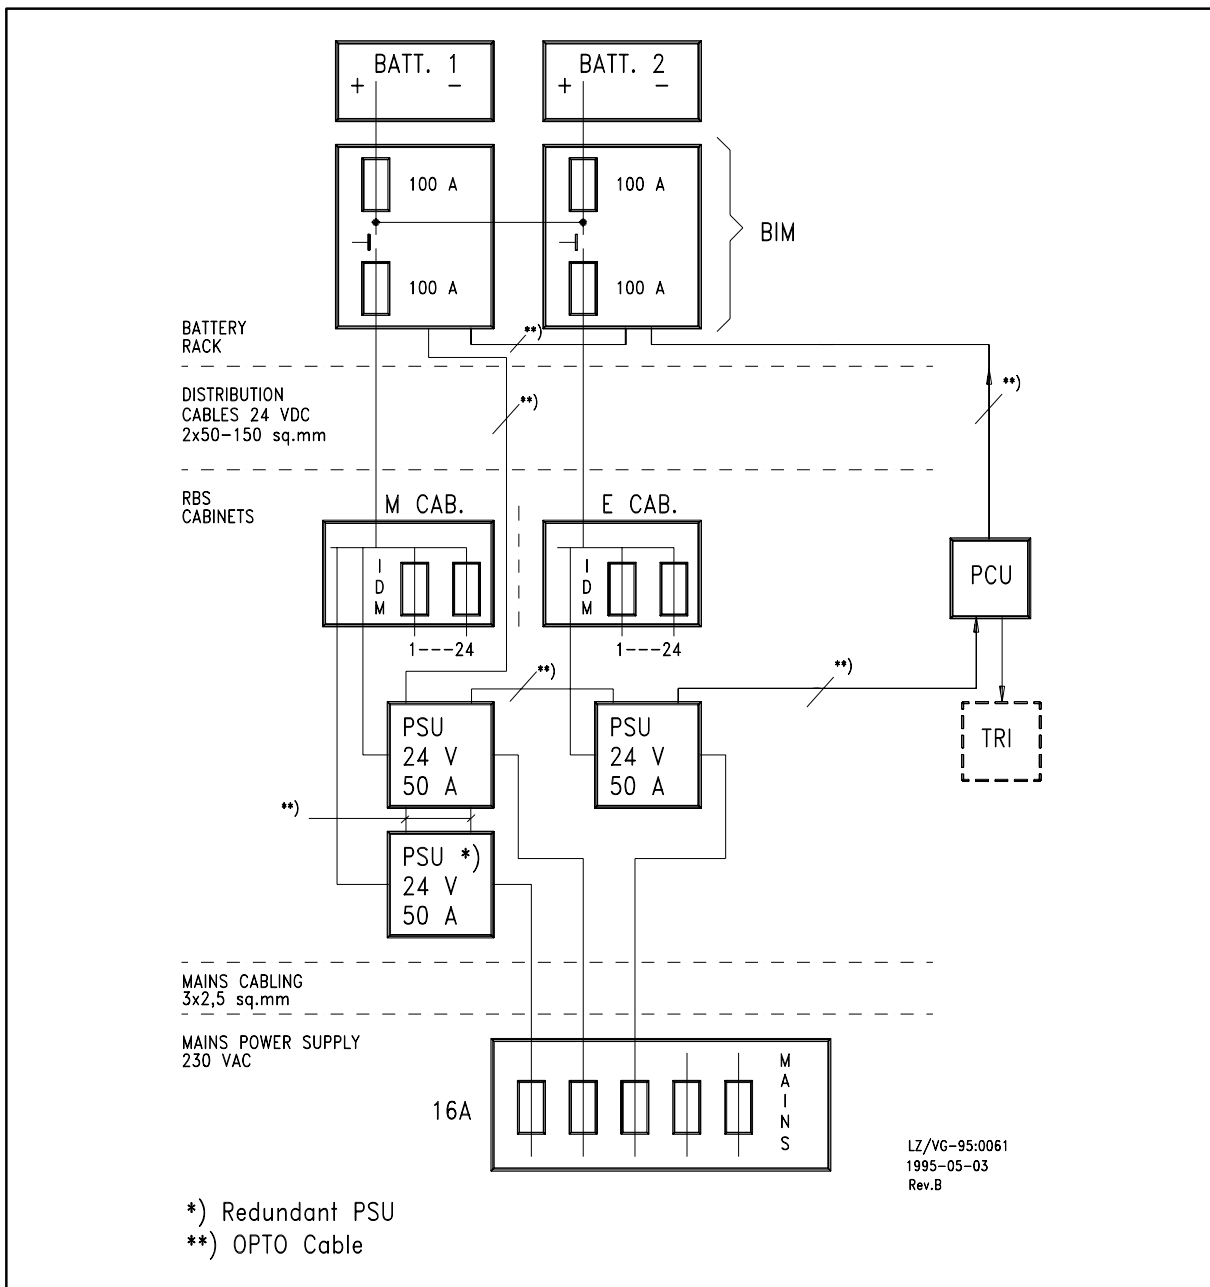 BATT. 1
+ -
BATT. 2
+ -
100 A
100 A
BIM
100 A
100 A
BATTERY
RACK
**)
DISTRIBUTION
CABLES 24 VDC
2x50-150 sq.mm
**)
**)
RBS
CABINETS
M CAB.
E CAB.
IDM
IDM
PCU
1---24
1---24
**)
**)
PSU
24 V
50 A
PSU
24 V
50 A
TRI
**)
PSU *)
24 V
50 A
MAINS CABLING
3x2,5 sq.mm
MAINS POWER SUPPLY
230 VAC
16A
MAINS
LZ/VG-95:0061
1995-05-03
Rev.B
*) Redundant PSU
**) OPTO Cable